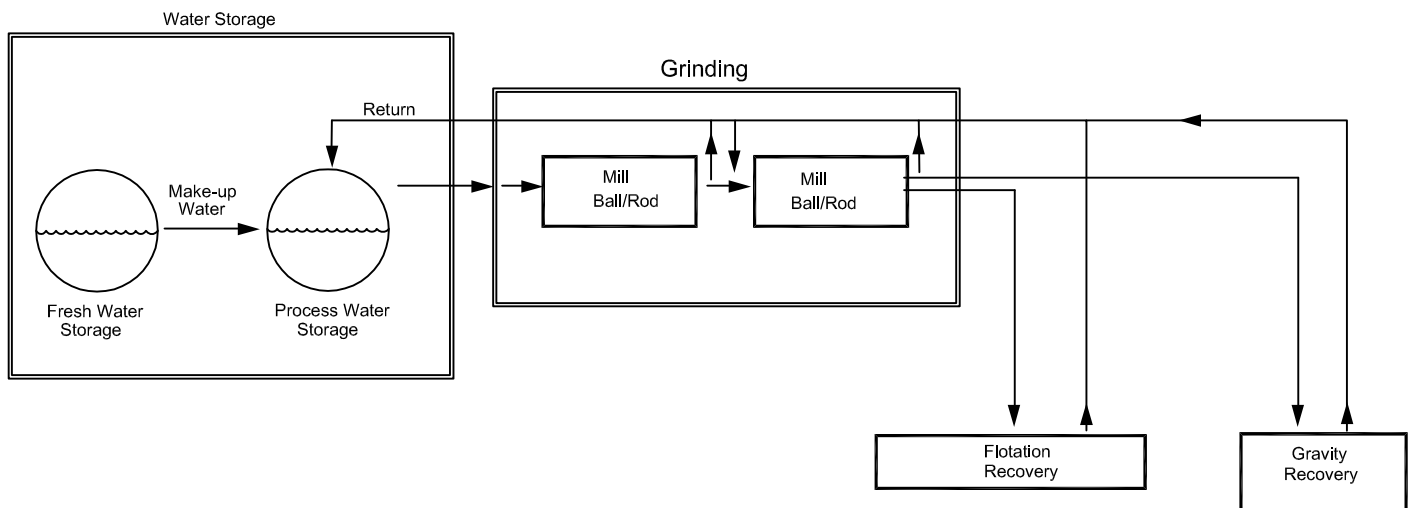 Water Storage
Grinding
Return
Mill
Ball/Rod
Mill
Ball/Rod
Make-up
Water
Fresh Water
Storage
Process Water
Storage
Flotation
Recovery
Gravity
Recovery